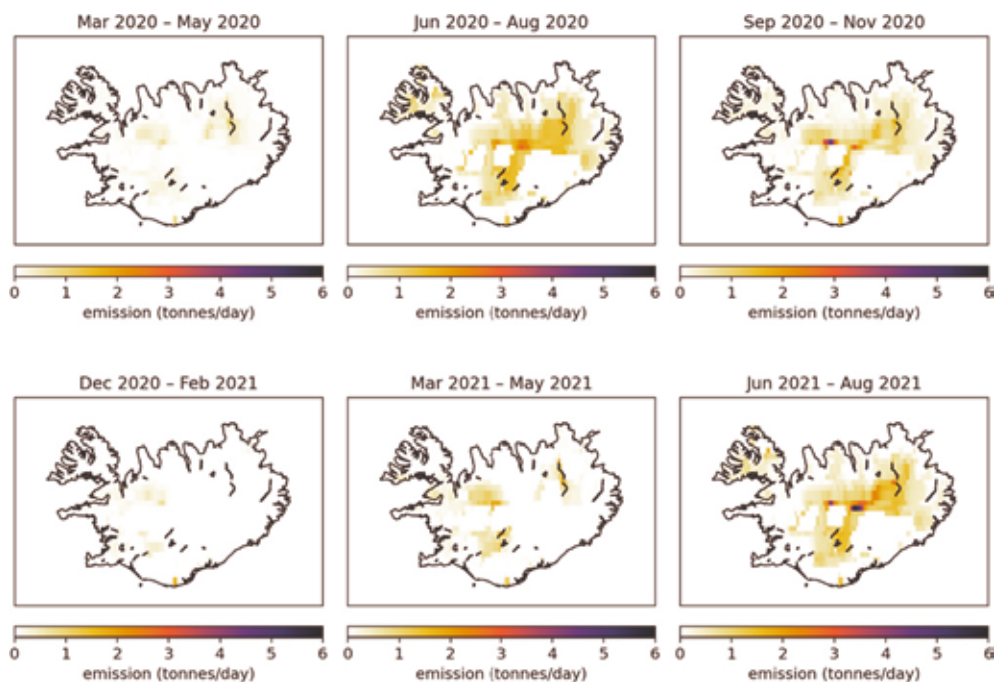 Mar 2020 – May 2020
Jun 2020 – Aug 2020
Sep 2020 – Nov 2020
0 1 2 3 4 5 6
emission (tonnes/day)
0 1 2 3 4 5 6
emission (tonnes/day)
0 1 2 3 4 5 6
emission (tonnes/day)
Dec 2020 – Feb 2021
Mar 2021 – May 2021
Jun 2021 – Aug 2021
0 1 2 3 4 5 6
emission (tonnes/day)
0 1 2 3 4 5 6
emission (tonnes/day)
0 1 2 3 4 5 6
emission (tonnes/day)